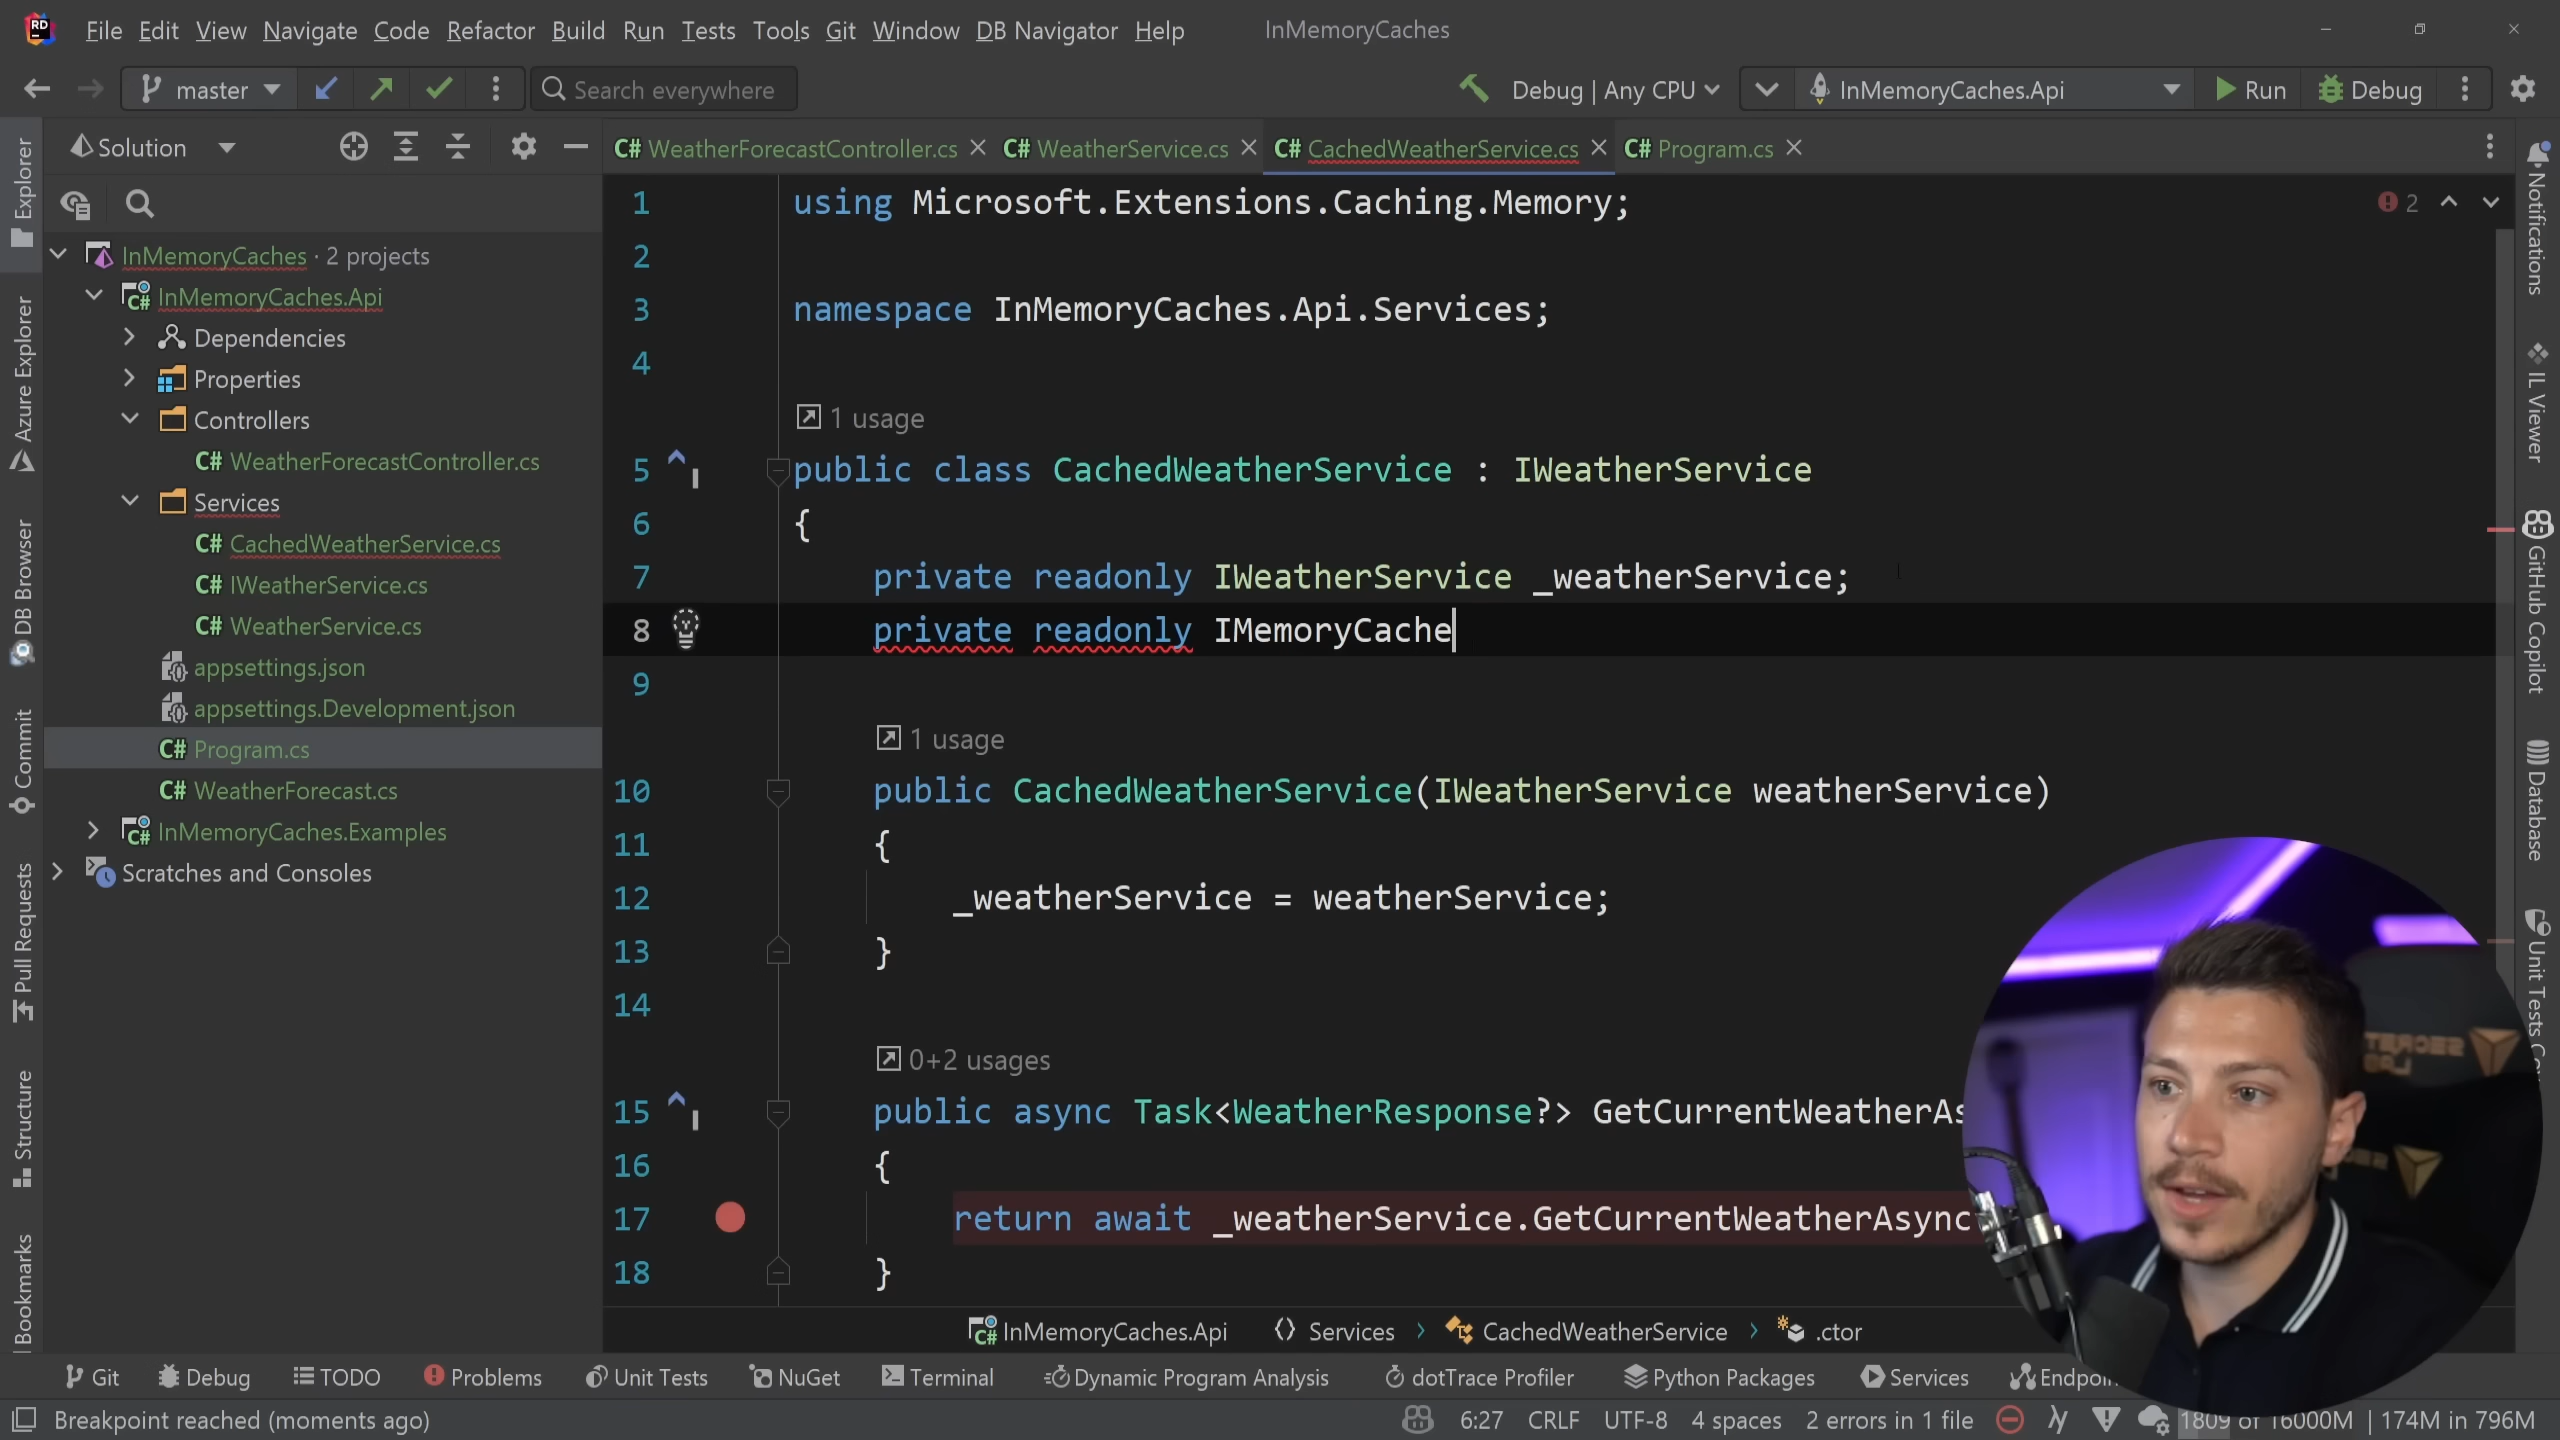 RD File Edit View Navigate Code Refactor Build Run Tests Tools Git Window DB Navigator Help InMemoryCaches
master Search everywhere Debug | Any CPU InMemoryCaches.Api Run Debug
Solution
C# WeatherForecastController.cs C# WeatherService.cs C# CachedWeatherService.cs C# Program.cs
Explorer
Azure Explorer
DB Browser
Commit
Pull Requests
Structure
Bookmarks
InMemoryCaches · 2 projects
C# InMemoryCaches.Api
Dependencies
Properties
Controllers
C# WeatherForecastController.cs
Services
C# CachedWeatherService.cs
C# IWeatherService.cs
C# WeatherService.cs
appsettings.json
appsettings.Development.json
C# Program.cs
C# WeatherForecast.cs
C# InMemoryCaches.Examples
Scratches and Consoles
2
1 using Microsoft.Extensions.Caching.Memory;
2
3 namespace InMemoryCaches.Api.Services;
4
1 usage
5 public class CachedWeatherService : IWeatherService
6 {
7 private readonly IWeatherService _weatherService;
8 private readonly IMemoryCache
9
1 usage
10 public CachedWeatherService(IWeatherService weatherService)
11 {
12 _weatherService = weatherService;
13 }
14
0+2 usages
15 public async Task<WeatherResponse?> GetCurrentWeatherAs
16 {
17 return await _weatherService.GetCurrentWeatherAsync
18 }
Notifications
IL Viewer
GitHub Copilot
Database
Unit Tests Co
InMemoryCaches.Api Services CachedWeatherService .ctor
Git Debug TODO Problems Unit Tests NuGet Terminal Dynamic Program Analysis dotTrace Profiler Python Packages Services Endpoin
Breakpoint reached (moments ago) 6:27 CRLF UTF-8 4 spaces 2 errors in 1 file 1809 of 16000M | 174M in 796M